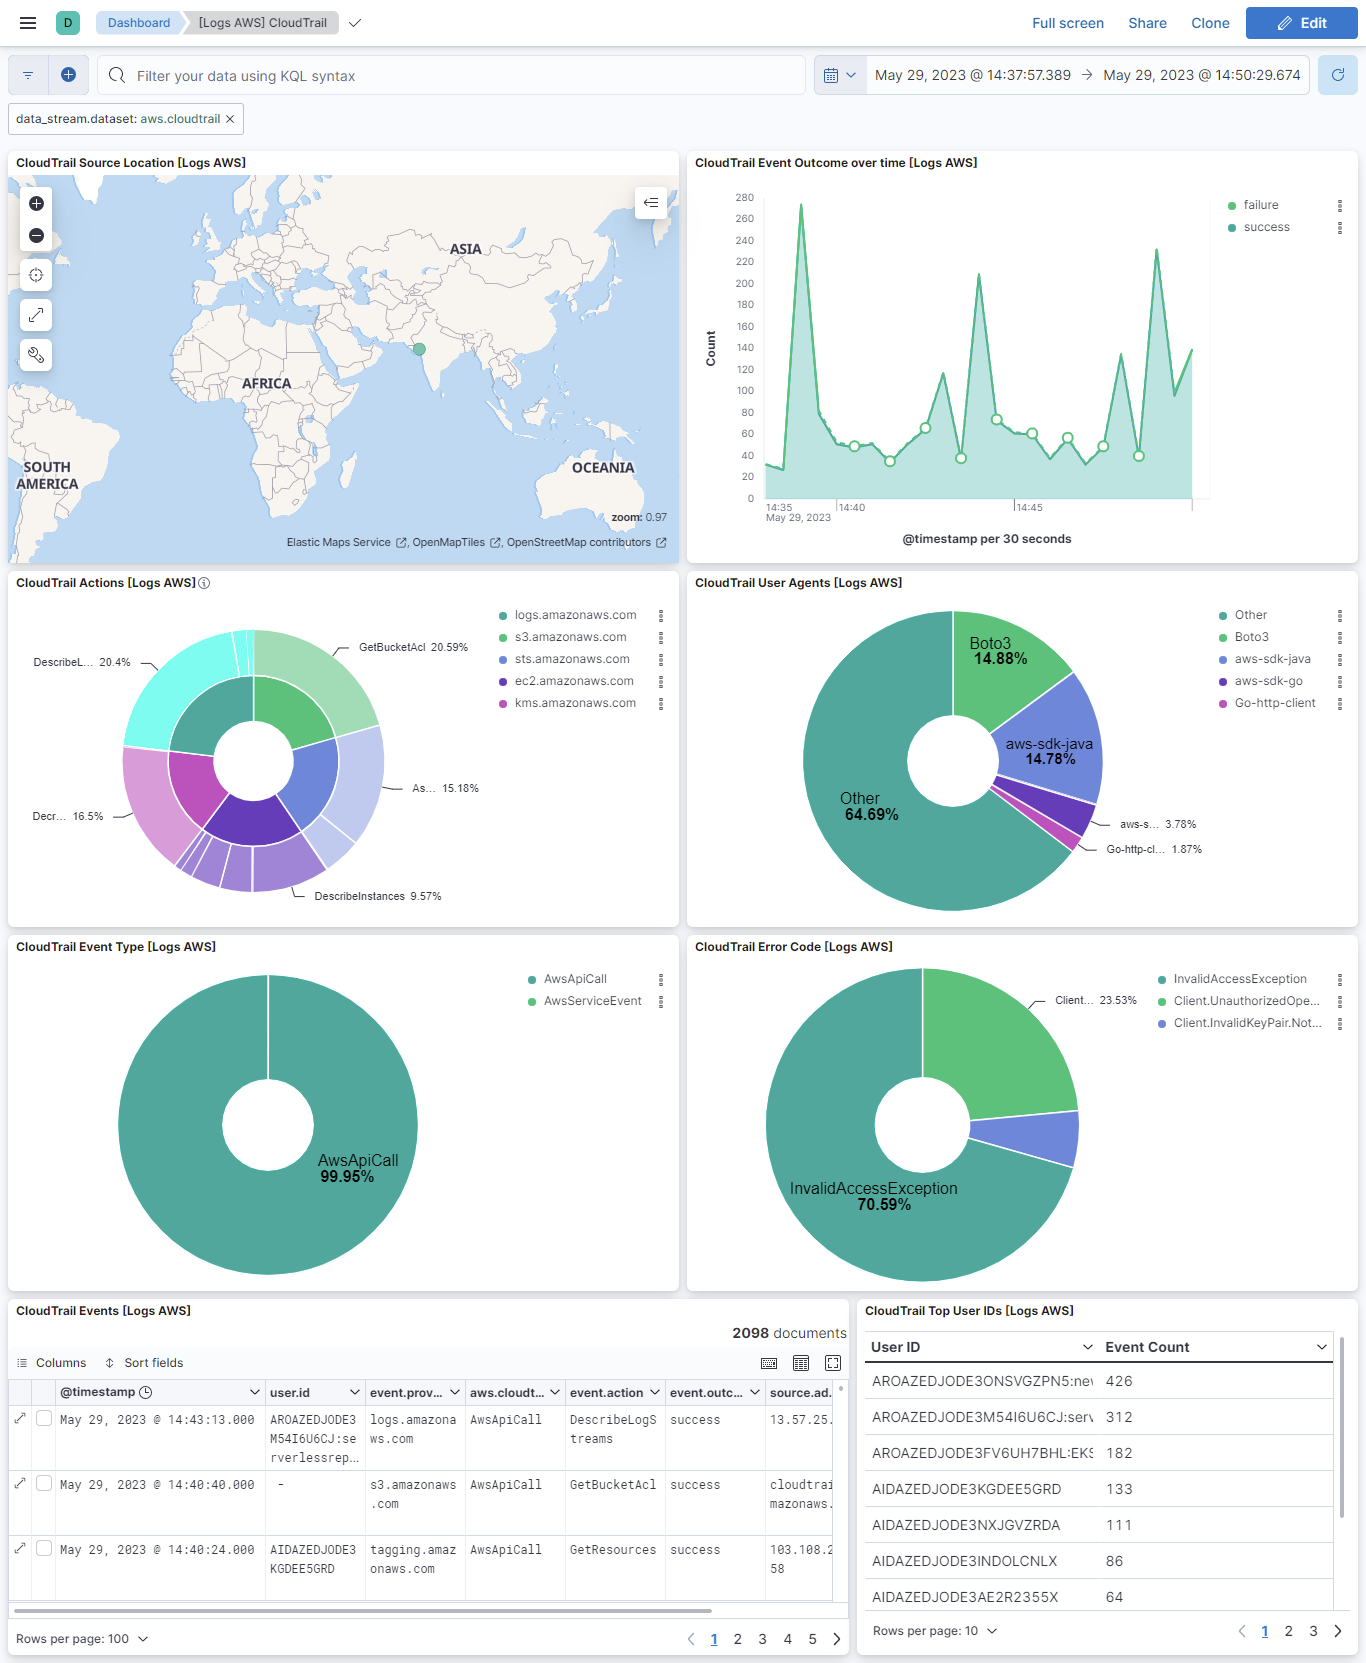 D
Dashboard
[Logs AWS] CloudTrail
Full screen
Share
Clone
Edit
Filter your data using KQL syntax
May 29, 2023 @ 14:37:57.389
May 29, 2023 @ 14:50:29.674
data_stream.dataset: aws.cloudtrail
CloudTrail Source Location [Logs AWS]
ASIA
AFRICA
SOUTH
AMERICA
OCEANIA
zoom: 0.97
Elastic Maps Service , OpenMapTiles , OpenStreetMap contributors
CloudTrail Event Outcome over time [Logs AWS]
280
260
240
220
200
180
160
140
120
100
80
60
40
20
0
Count
14:35
14:40
14:45
May 29, 2023
@timestamp per 30 seconds
failure
success
CloudTrail Actions [Logs AWS]
GetBucketAcl 20.59%
DescribeL... 20.4%
As... 15.18%
Decr... 16.5%
DescribeInstances 9.57%
logs.amazonaws.com
s3.amazonaws.com
sts.amazonaws.com
ec2.amazonaws.com
kms.amazonaws.com
CloudTrail User Agents [Logs AWS]
Boto3
14.88%
aws-sdk-java
14.78%
Other
64.69%
aws-s... 3.78%
Go-http-cl... 1.87%
Other
Boto3
aws-sdk-java
aws-sdk-go
Go-http-client
CloudTrail Event Type [Logs AWS]
AwsApiCall
99.95%
AwsApiCall
AwsServiceEvent
CloudTrail Error Code [Logs AWS]
Client... 23.53%
InvalidAccessException
70.59%
InvalidAccessException
Client.UnauthorizedOpe...
Client.InvalidKeyPair.Not...
CloudTrail Events [Logs AWS]
2098 documents
Columns
Sort fields
@timestamp
user.id
event.prov...
aws.cloudt...
event.action
event.outc...
source.ad.
May 29, 2023 @ 14:43:13.000
AROAZEDJODE3
M54I6U6CJ:se
rverlessrep...
logs.amazona
ws.com
AwsApiCall
DescribeLogS
treams
success
13.57.25.
May 29, 2023 @ 14:40:40.000
-
s3.amazonaws
.com
AwsApiCall
GetBucketAcl
success
cloudtrai
mazonaws.
May 29, 2023 @ 14:40:24.000
AIDAZEDJODE3
KGDEE5GRD
tagging.amaz
onaws.com
AwsApiCall
GetResources
success
103.108.2
58
Rows per page: 100
1
2
3
4
5
CloudTrail Top User IDs [Logs AWS]
User ID
Event Count
AROAZEDJODE3ONSVGZPN5:nev
426
AROAZEDJODE3M54I6U6CJ:serv
312
AROAZEDJODE3FV6UH7BHL:EKS
182
AIDAZEDJODE3KGDEE5GRD
133
AIDAZEDJODE3NXJGVZRDA
111
AIDAZEDJODE3INDOLCNLX
86
AIDAZEDJODE3AE2R2355X
64
Rows per page: 10
1
2
3